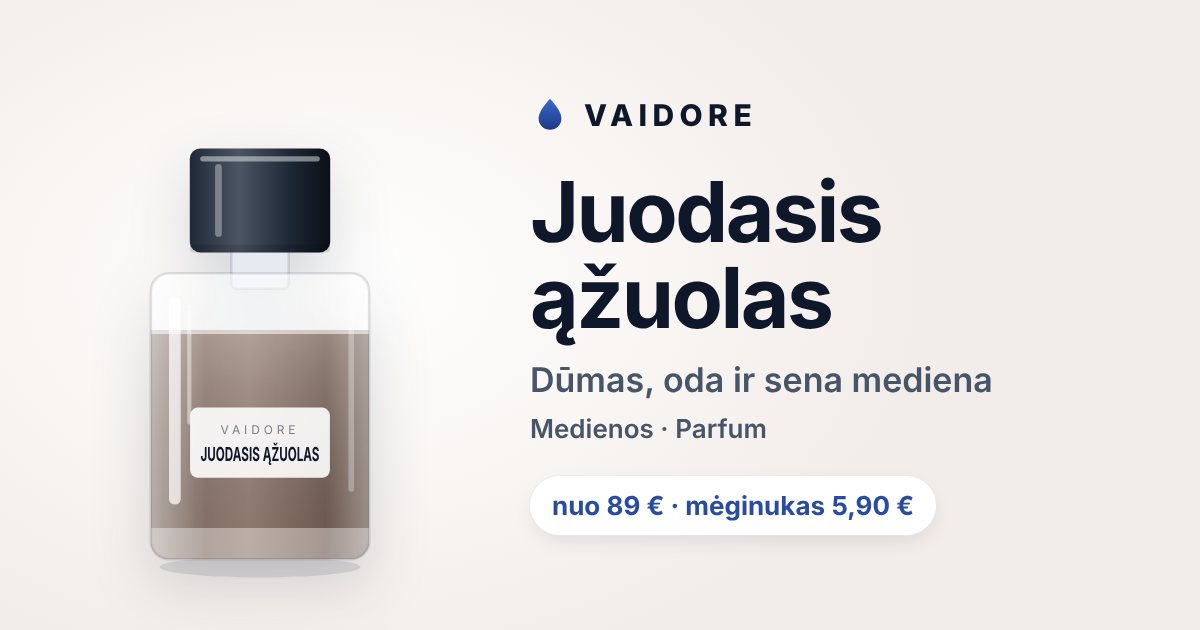 VAIDORE
Juodasis
ąžuolas
Dūmas, oda ir sena mediena
Medienos · Parfum
nuo 89 € · mėginukas 5,90 €
VAIDORE
JUODASIS ĄŽUOLAS